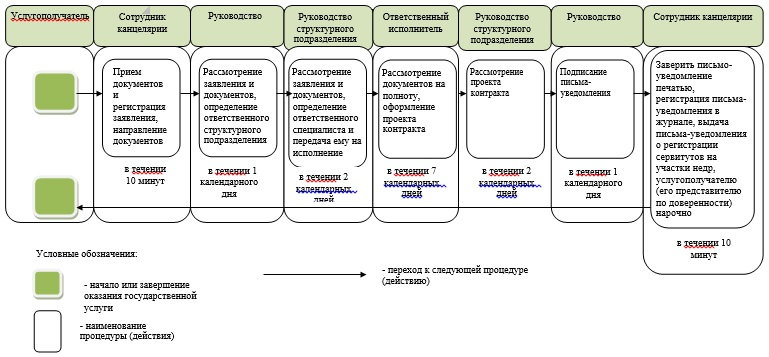 Услугополучатель
Сотрудник
канцелярии
Руководство
Руководство
структурного
подразделения
Ответственный
исполнитель
Руководство
структурного
подразделения
Руководство
Сотрудник канцелярии
Прием
документов
и
регистрация
заявления,
направление
документов
Рассмотрение
заявления и
документов,
определение
ответственного
структурного
подразделения
Рассмотрение
заявления и
документов,
определение
ответственного
специалиста и
передача ему на
исполнение
Рассмотрение
документов на
полноту,
оформление
проекта
контракта
Рассмотрение
проекта
контракта
Подписание
письма-
уведомления
Заверить письмо-
уведомление
печатью,
регистрация письма-
уведомления в
журнале, выдача
письма-уведомления
о регистрации
сервитутов на
участки недр,
услугополучателю
(его представителю
по доверенности)
нарочно
в течении
10 минут
в течении 1
календарного
дня
в течении 2
календарных
дней
в течении 7
календарных
дней
в течении 2
календарных
дней
в течении 1
календарного
дня
в течении 10
минут
Условные обозначения:
- начало или завершение
оказания государственной
услуги
- переход к следующей процедуре
(действию)
- наименование
процедуры (действия)